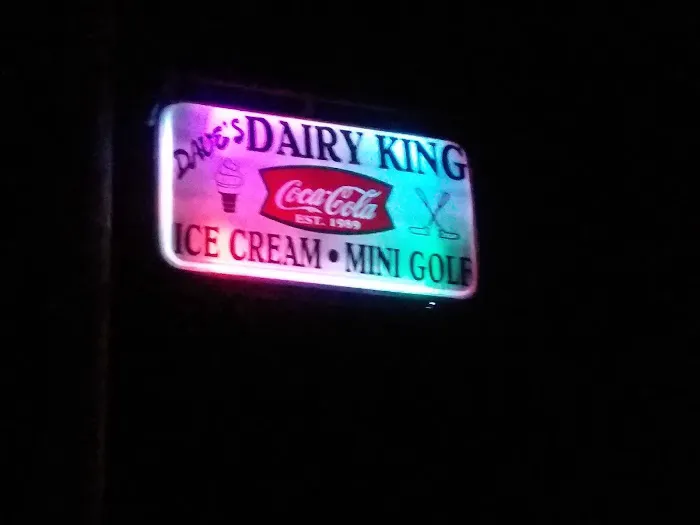 DAVE'S DAIRY KING
Coca-Cola
EST. 1989
ICE CREAM • MINI GOLF